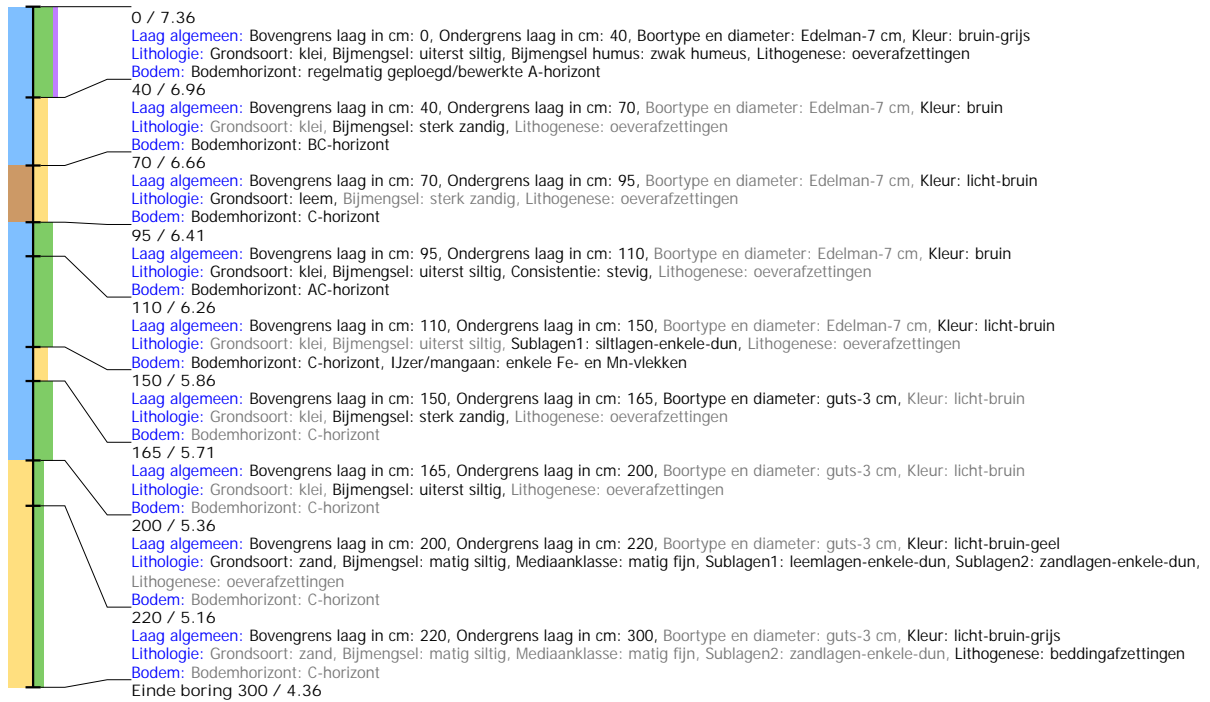 0 / 7.36
Laag algemeen: Bovengrens laag in cm: 0, Ondergrens laag in cm: 40, Boortype en diameter: Edelman-7 cm, Kleur: bruin-grijs
Lithologie: Grondsoort: klei, Bijmengsel: uiterst siltig, Bijmengsel humus: zwak humeus, Lithogenese: oeverafzettingen
Bodem: Bodemhorizont: regelmatig geploegd/bewerkte A-horizont
40 / 6.96
Laag algemeen: Bovengrens laag in cm: 40, Ondergrens laag in cm: 70, Boortype en diameter: Edelman-7 cm, Kleur: bruin
Lithologie: Grondsoort: klei, Bijmengsel: sterk zandig, Lithogenese: oeverafzettingen
Bodem: Bodemhorizont: BC-horizont
70 / 6.66
Laag algemeen: Bovengrens laag in cm: 70, Ondergrens laag in cm: 95, Boortype en diameter: Edelman-7 cm, Kleur: licht-bruin
Lithologie: Grondsoort: leem, Bijmengsel: sterk zandig, Lithogenese: oeverafzettingen
Bodem: Bodemhorizont: C-horizont
95 / 6.41
Laag algemeen: Bovengrens laag in cm: 95, Ondergrens laag in cm: 110, Boortype en diameter: Edelman-7 cm, Kleur: bruin
Lithologie: Grondsoort: klei, Bijmengsel: uiterst siltig, Consistentie: stevig, Lithogenese: oeverafzettingen
Bodem: Bodemhorizont: AC-horizont
110 / 6.26
Laag algemeen: Bovengrens laag in cm: 110, Ondergrens laag in cm: 150, Boortype en diameter: Edelman-7 cm, Kleur: licht-bruin
Lithologie: Grondsoort: klei, Bijmengsel: uiterst siltig, Sublagen1: siltlagen-enkele-dun, Lithogenese: oeverafzettingen
Bodem: Bodemhorizont: C-horizont, IJzer/mangaan: enkele Fe- en Mn-vlekken
150 / 5.86
Laag algemeen: Bovengrens laag in cm: 150, Ondergrens laag in cm: 165, Boortype en diameter: guts-3 cm, Kleur: licht-bruin
Lithologie: Grondsoort: klei, Bijmengsel: sterk zandig, Lithogenese: oeverafzettingen
Bodem: Bodemhorizont: C-horizont
165 / 5.71
Laag algemeen: Bovengrens laag in cm: 165, Ondergrens laag in cm: 200, Boortype en diameter: guts-3 cm, Kleur: licht-bruin
Lithologie: Grondsoort: klei, Bijmengsel: uiterst siltig, Lithogenese: oeverafzettingen
Bodem: Bodemhorizont: C-horizont
200 / 5.36
Laag algemeen: Bovengrens laag in cm: 200, Ondergrens laag in cm: 220, Boortype en diameter: guts-3 cm, Kleur: licht-bruin-geel
Lithologie: Grondsoort: zand, Bijmengsel: matig siltig, Mediaanklasse: matig fijn, Sublagen1: leemlagen-enkele-dun, Sublagen2: zandlagen-enkele-dun,
Lithogenese: oeverafzettingen
Bodem: Bodemhorizont: C-horizont
220 / 5.16
Laag algemeen: Bovengrens laag in cm: 220, Ondergrens laag in cm: 300, Boortype en diameter: guts-3 cm, Kleur: licht-bruin-grijs
Lithologie: Grondsoort: zand, Bijmengsel: matig siltig, Mediaanklasse: matig fijn, Sublagen2: zandlagen-enkele-dun, Lithogenese: beddingafzettingen
Bodem: Bodemhorizont: C-horizont
Einde boring 300 / 4.36